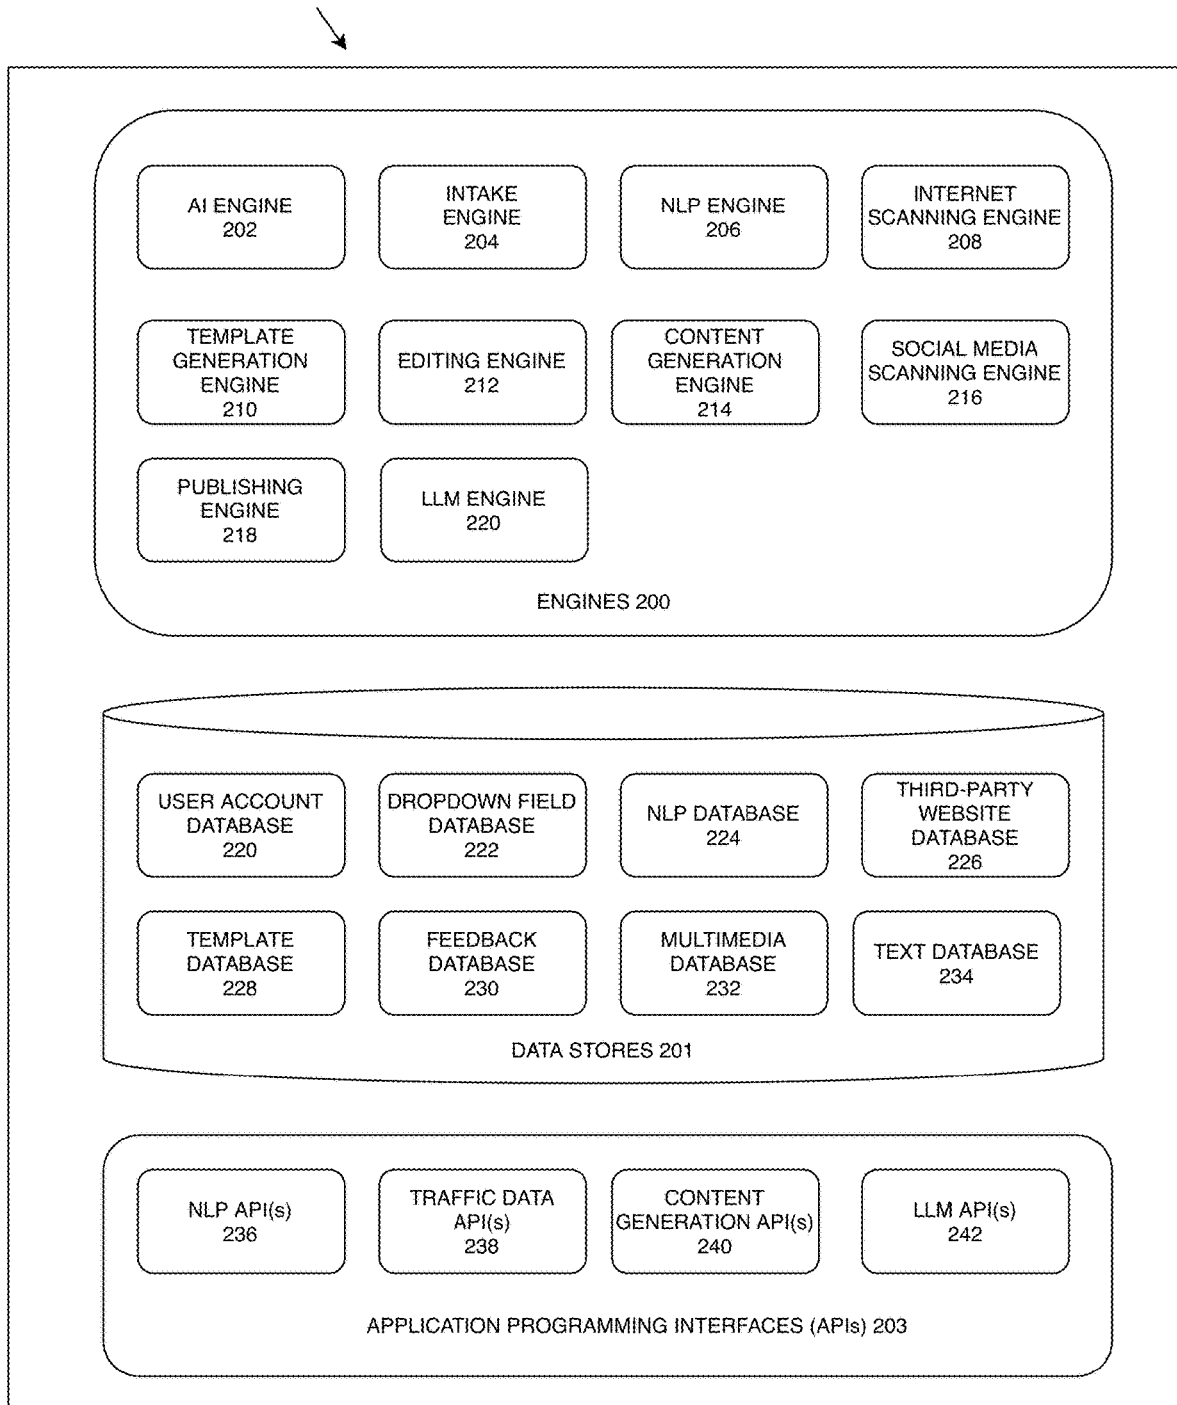 AI ENGINE
202
INTAKE
ENGINE
204
NLP ENGINE
206
INTERNET
SCANNING ENGINE
208
TEMPLATE
GENERATION
ENGINE
210
EDITING ENGINE
212
CONTENT
GENERATION
ENGINE
214
SOCIAL MEDIA
SCANNING ENGINE
216
PUBLISHING
ENGINE
218
LLM ENGINE
220
ENGINES 200
USER ACCOUNT
DATABASE
220
DROPDOWN FIELD
DATABASE
222
NLP DATABASE
224
THIRD-PARTY
WEBSITE
DATABASE
226
TEMPLATE
DATABASE
228
FEEDBACK
DATABASE
230
MULTIMEDIA
DATABASE
232
TEXT DATABASE
234
DATA STORES 201
NLP API(s)
236
TRAFFIC DATA
API(s)
238
CONTENT
GENERATION API(s)
240
LLM API(s)
242
APPLICATION PROGRAMMING INTERFACES (APIs) 203